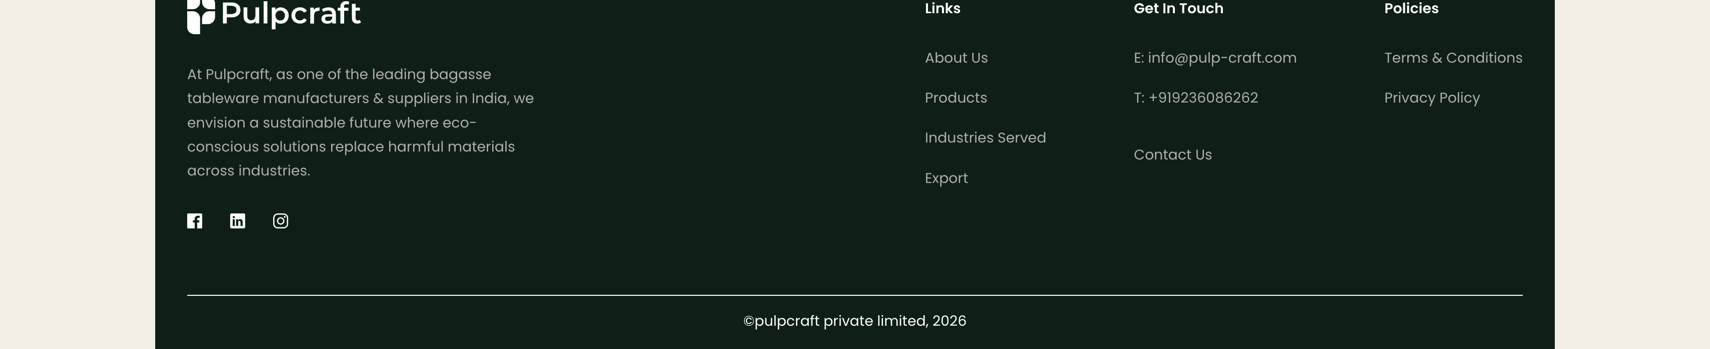 Pulpcraft
At Pulpcraft, as one of the leading bagasse
tableware manufacturers & suppliers in India, we
envision a sustainable future where eco-
conscious solutions replace harmful materials
across industries.
Links
About Us
Products
Industries Served
Export
Get In Touch
E: info@pulp-craft.com
T: +919236086262
Contact Us
Policies
Terms & Conditions
Privacy Policy
©pulpcraft private limited, 2026